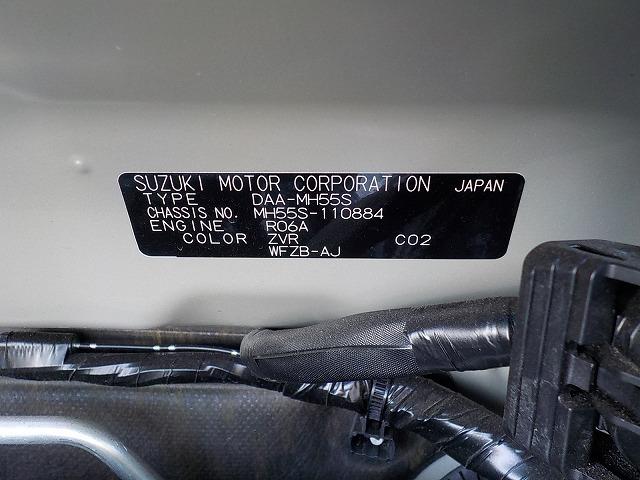 SUZUKI MOTOR CORPORATION JAPAN
TYPE DAA-MH55S
CHASSIS NO. MH55S-110884
ENGINE R06A
COLOR ZVR C02
WFZB-AJ